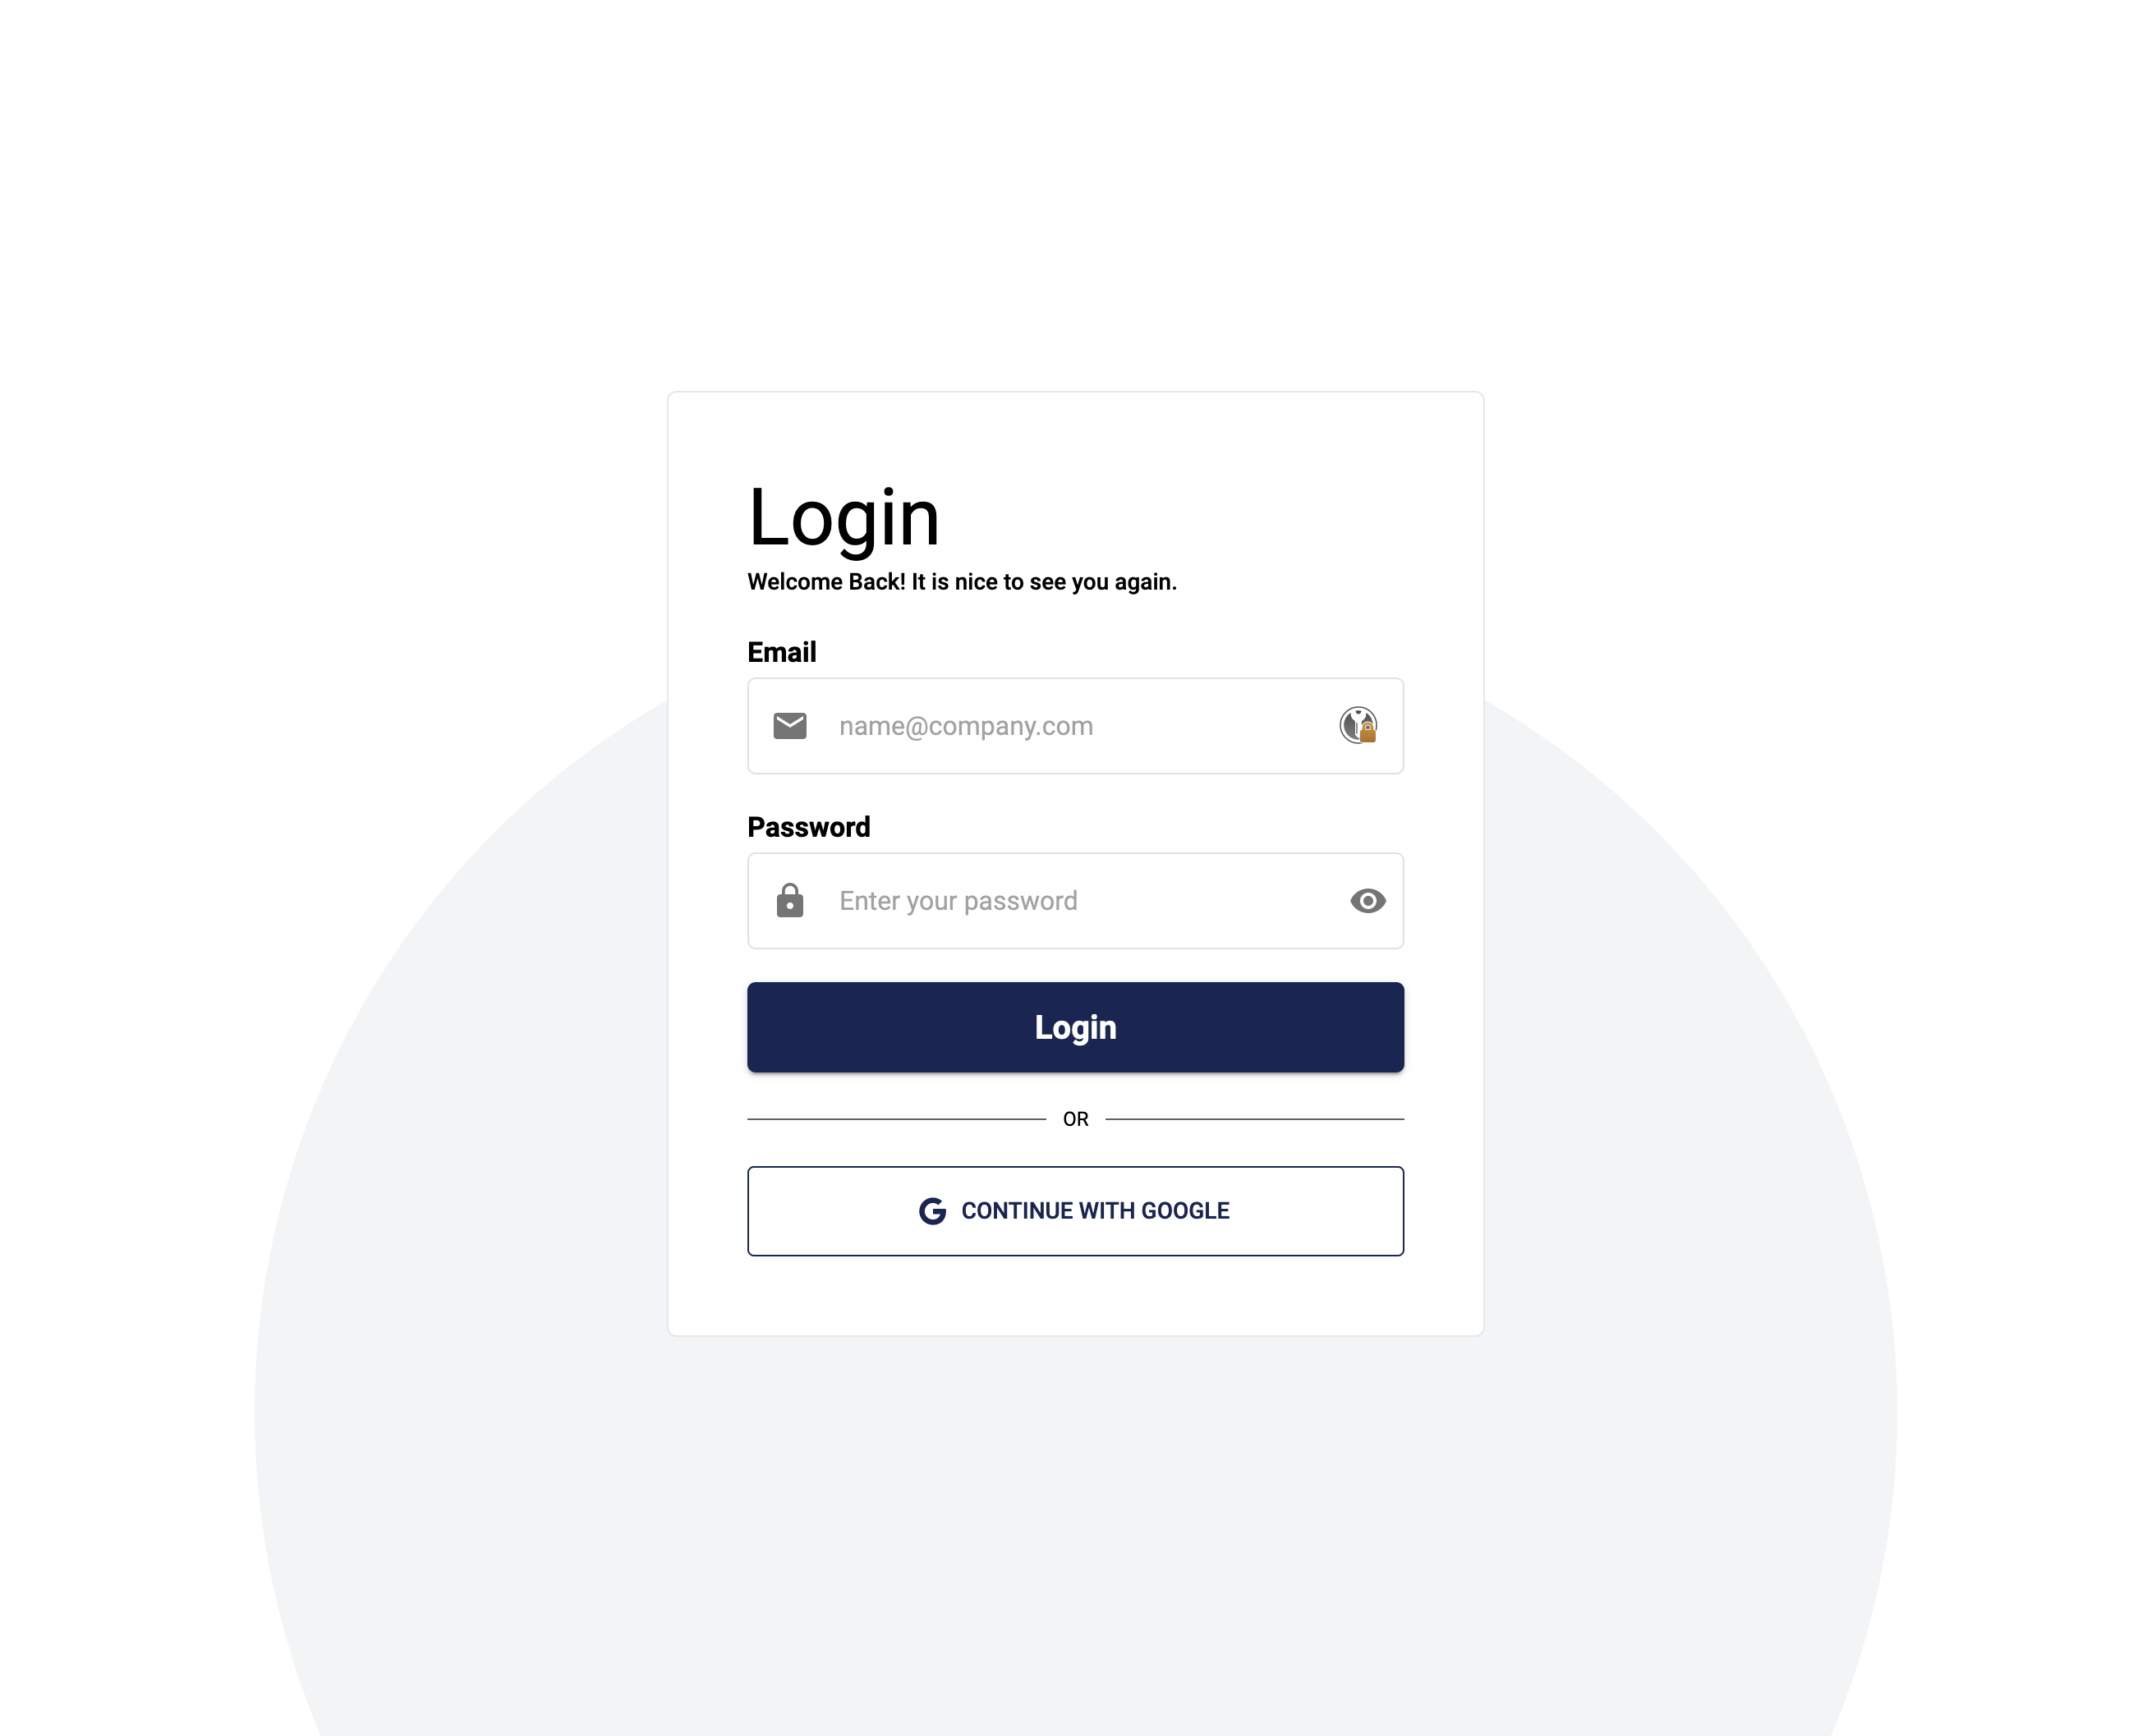 Login
Welcome Back! It is nice to see you again.
Email
name@company.com
Password
Enter your password
Login
OR
CONTINUE WITH GOOGLE